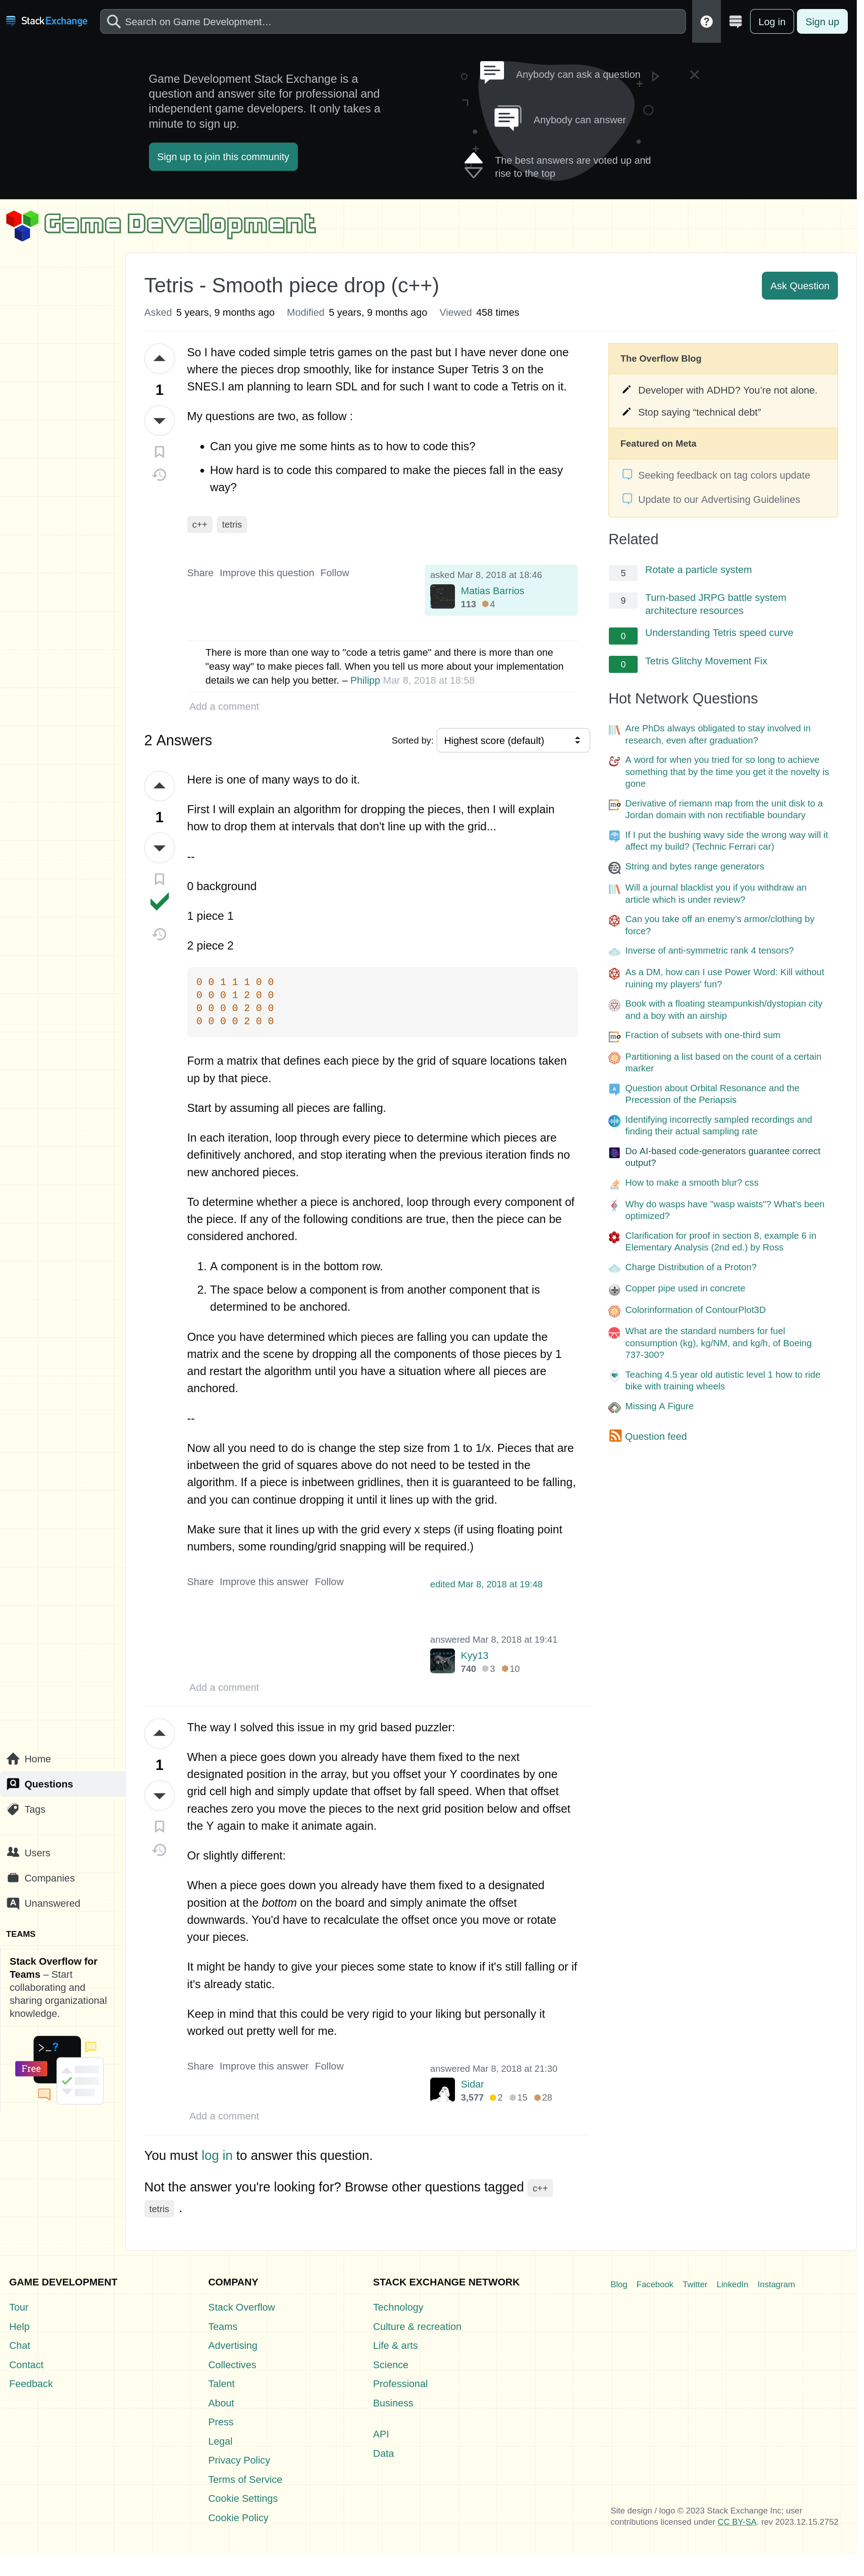 StackExchange
Search on Game Development…
Log in
Sign up
Game Development Stack Exchange is a
question and answer site for professional and
independent game developers. It only takes a
minute to sign up.
Sign up to join this community
Anybody can ask a question
Anybody can answer
The best answers are voted up and
rise to the top
Game Development
Tetris - Smooth piece drop (c++)
Ask Question
Asked 5 years, 9 months ago Modified 5 years, 9 months ago Viewed 458 times
1
So I have coded simple tetris games on the past but I have never done one
where the pieces drop smoothly, like for instance Super Tetris 3 on the
SNES.I am planning to learn SDL and for such I want to code a Tetris on it.
My questions are two, as follow :
• Can you give me some hints as to how to code this?
• How hard is to code this compared to make the pieces fall in the easy
way?
c++ tetris
Share Improve this question Follow
asked Mar 8, 2018 at 18:46
Matias Barrios
113 4
There is more than one way to "code a tetris game" and there is more than one
"easy way" to make pieces fall. When you tell us more about your implementation
details we can help you better. – Philipp Mar 8, 2018 at 18:58
Add a comment
2 Answers
Sorted by: Highest score (default)
1
Here is one of many ways to do it.
First I will explain an algorithm for dropping the pieces, then I will explain
how to drop them at intervals that don't line up with the grid...
--
0 background
1 piece 1
2 piece 2
0 0 1 1 1 0 0
0 0 0 1 2 0 0
0 0 0 0 2 0 0
0 0 0 0 2 0 0
Form a matrix that defines each piece by the grid of square locations taken
up by that piece.
Start by assuming all pieces are falling.
In each iteration, loop through every piece to determine which pieces are
definitively anchored, and stop iterating when the previous iteration finds no
new anchored pieces.
To determine whether a piece is anchored, loop through every component of
the piece. If any of the following conditions are true, then the piece can be
considered anchored.
1. A component is in the bottom row.
2. The space below a component is from another component that is
determined to be anchored.
Once you have determined which pieces are falling you can update the
matrix and the scene by dropping all the components of those pieces by 1
and restart the algorithm until you have a situation where all pieces are
anchored.
--
Now all you need to do is change the step size from 1 to 1/x. Pieces that are
inbetween the grid of squares above do not need to be tested in the
algorithm. If a piece is inbetween gridlines, then it is guaranteed to be falling,
and you can continue dropping it until it lines up with the grid.
Make sure that it lines up with the grid every x steps (if using floating point
numbers, some rounding/grid snapping will be required.)
Share Improve this answer Follow
edited Mar 8, 2018 at 19:48
answered Mar 8, 2018 at 19:41
Kyy13
740 3 10
Add a comment
1
The way I solved this issue in my grid based puzzler:
When a piece goes down you already have them fixed to the next
designated position in the array, but you offset your Y coordinates by one
grid cell high and simply update that offset by fall speed. When that offset
reaches zero you move the pieces to the next grid position below and offset
the Y again to make it animate again.
Or slightly different:
When a piece goes down you already have them fixed to a designated
position at the bottom on the board and simply animate the offset
downwards. You'd have to recalculate the offset once you move or rotate
your pieces.
It might be handy to give your pieces some state to know if it's still falling or if
it's already static.
Keep in mind that this could be very rigid to your liking but personally it
worked out pretty well for me.
Share Improve this answer Follow
answered Mar 8, 2018 at 21:30
Sidar
3,577 2 15 28
Add a comment
You must log in to answer this question.
Not the answer you're looking for? Browse other questions tagged c++
tetris .
The Overflow Blog
Developer with ADHD? You’re not alone.
Stop saying “technical debt”
Featured on Meta
Seeking feedback on tag colors update
Update to our Advertising Guidelines
Related
5 Rotate a particle system
9 Turn-based JRPG battle system
architecture resources
0 Understanding Tetris speed curve
0 Tetris Glitchy Movement Fix
Hot Network Questions
Are PhDs always obligated to stay involved in
research, even after graduation?
A word for when you tried for so long to achieve
something that by the time you get it the novelty is
gone
Derivative of riemann map from the unit disk to a
Jordan domain with non rectifiable boundary
If I put the bushing wavy side the wrong way will it
affect my build? (Technic Ferrari car)
String and bytes range generators
Will a journal blacklist you if you withdraw an
article which is under review?
Can you take off an enemy's armor/clothing by
force?
Inverse of anti-symmetric rank 4 tensors?
As a DM, how can I use Power Word: Kill without
ruining my players' fun?
Book with a floating steampunkish/dystopian city
and a boy with an airship
Fraction of subsets with one-third sum
Partitioning a list based on the count of a certain
marker
Question about Orbital Resonance and the
Precession of the Periapsis
Identifying incorrectly sampled recordings and
finding their actual sampling rate
Do AI-based code-generators guarantee correct
output?
How to make a smooth blur? css
Why do wasps have "wasp waists"? What's been
optimized?
Clarification for proof in section 8, example 6 in
Elementary Analysis (2nd ed.) by Ross
Charge Distribution of a Proton?
Copper pipe used in concrete
Colorinformation of ContourPlot3D
What are the standard numbers for fuel
consumption (kg), kg/NM, and kg/h, of Boeing
737-300?
Teaching 4.5 year old autistic level 1 how to ride
bike with training wheels
Missing A Figure
Question feed
Home
Questions
Tags
Users
Companies
Unanswered
TEAMS
Stack Overflow for
Teams – Start
collaborating and
sharing organizational
knowledge.
>_?
Free
GAME DEVELOPMENT
Tour
Help
Chat
Contact
Feedback
COMPANY
Stack Overflow
Teams
Advertising
Collectives
Talent
About
Press
Legal
Privacy Policy
Terms of Service
Cookie Settings
Cookie Policy
STACK EXCHANGE NETWORK
Technology
Culture & recreation
Life & arts
Science
Professional
Business
API
Data
Blog Facebook Twitter LinkedIn Instagram
Site design / logo © 2023 Stack Exchange Inc; user
contributions licensed under CC BY-SA. rev 2023.12.15.2752